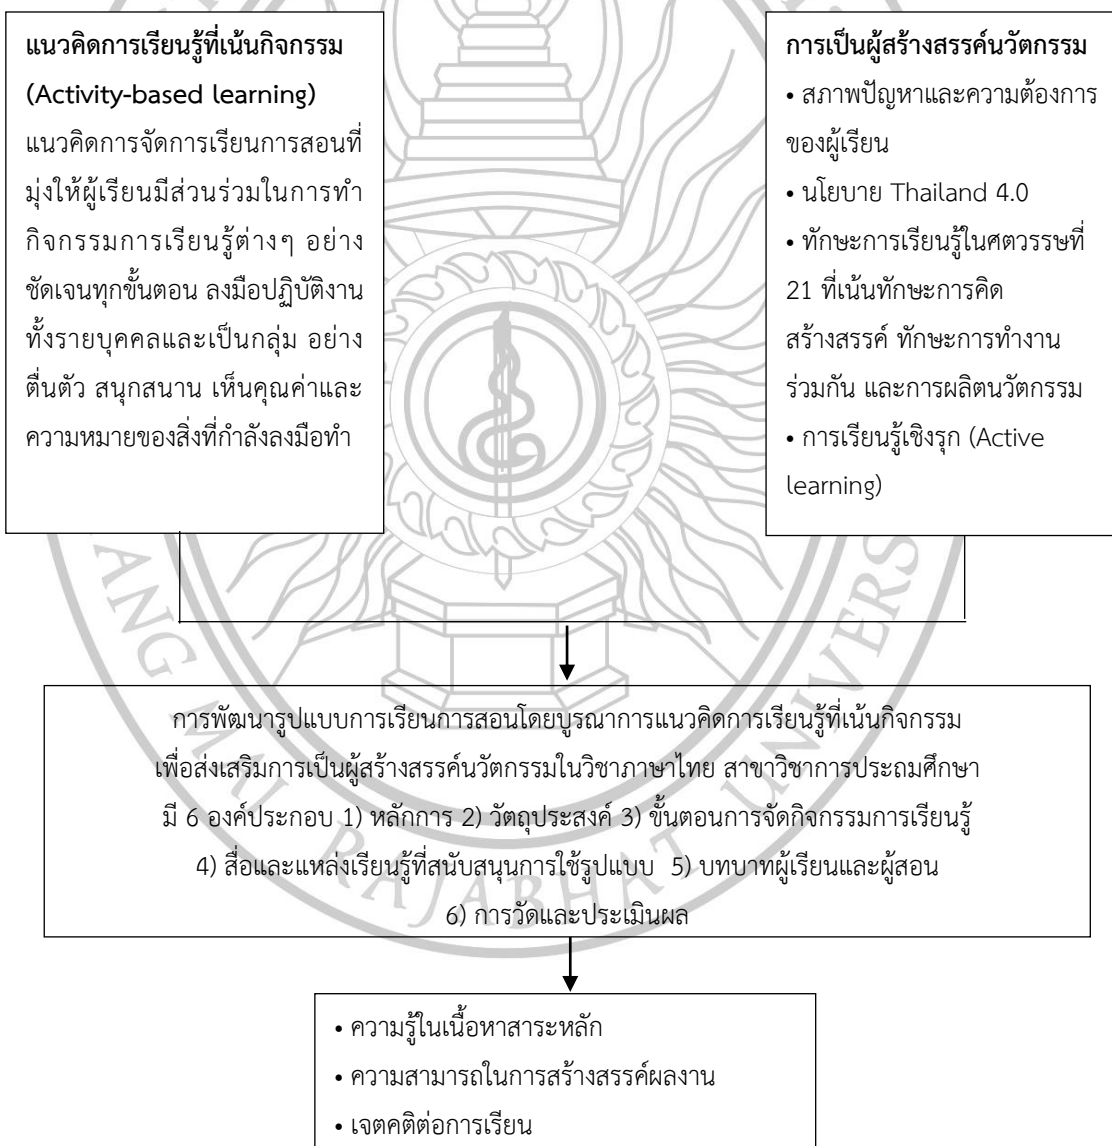 แนวคิดการเรียนรู้ที่เน้นกิจกรรม
(Activity-based learning)
แนวคิดการจัดการเรียนการสอนที่
มุ่งให้ผู้เรียนมีส่วนร่วมในการทำ
กิจกรรมการเรียนรู้ต่างๆ อย่าง
ชัดเจนทุกขั้นตอน ลงมือปฏิบัติงาน
ทั้งรายบุคคลและเป็นกลุ่ม อย่าง
ตื่นตัว สนุกสนาน เห็นคุณค่าและ
ความหมายของสิ่งที่กำลังลงมือทำ
การเป็นผู้สร้างสรรค์นวัตกรรม
• สภาพปัญหาและความต้องการ
ของผู้เรียน
• นโยบาย Thailand 4.0
• ทักษะการเรียนรู้ในศตวรรษที่
21 ที่เน้นทักษะการคิด
สร้างสรรค์ ทักษะการทำงาน
ร่วมกัน และการผลิตนวัตกรรม
• การเรียนรู้เชิงรุก (Active
learning)
การพัฒนารูปแบบการเรียนการสอนโดยบูรณาการแนวคิดการเรียนรู้ที่เน้นกิจกรรม
เพื่อส่งเสริมการเป็นผู้สร้างสรรค์นวัตกรรมในวิชาภาษาไทย สาขาวิชาการประถมศึกษา
มี 6 องค์ประกอบ 1) หลักการ 2) วัตถุประสงค์ 3) ขั้นตอนการจัดกิจกรรมการเรียนรู้
4) สื่อและแหล่งเรียนรู้ที่สนับสนุนการใช้รูปแบบ 5) บทบาทผู้เรียนและผู้สอน
6) การวัดและประเมินผล
• ความรู้ในเนื้อหาสาระหลัก
• ความสามารถในการสร้างสรรค์ผลงาน
• เจตคติต่อการเรียน
ANG MAI RAJABHAT UNIVERS